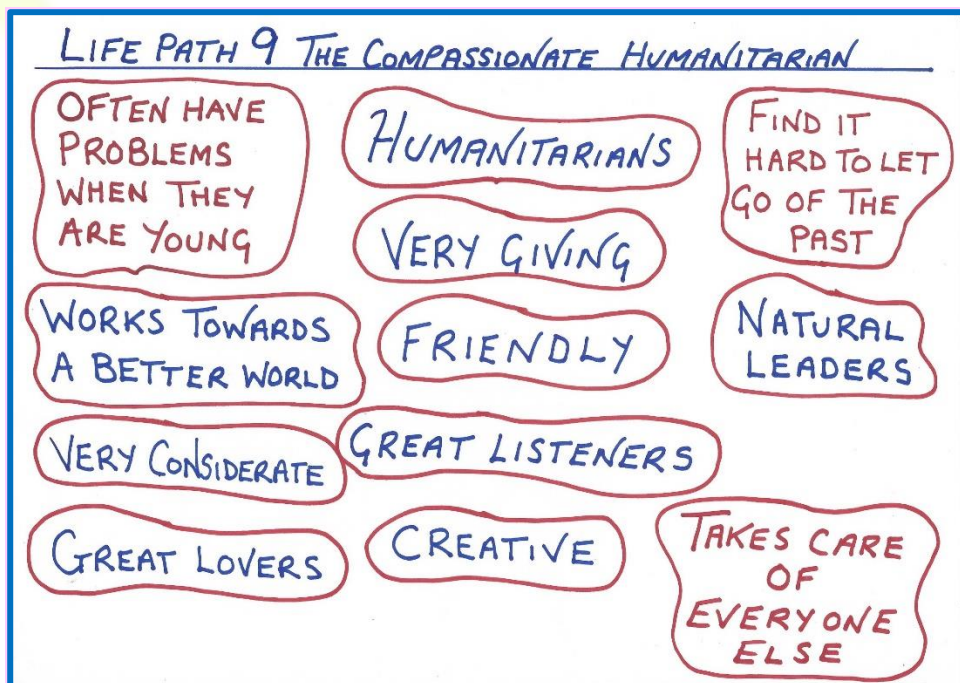 LIFE PATH 9 THE COMPASSIONATE HUMANITARIAN
OFTEN HAVE
PROBLEMS
WHEN THEY
ARE YOUNG
HUMANITARIANS
FIND IT
HARD TO LET
GO OF THE
PAST
VERY GIVING
WORKS TOWARDS
A BETTER WORLD
FRIENDLY
NATURAL
LEADERS
VERY CONSIDERATE
GREAT LISTENERS
GREAT LOVERS
CREATIVE
TAKES CARE
OF
EVERYONE
ELSE